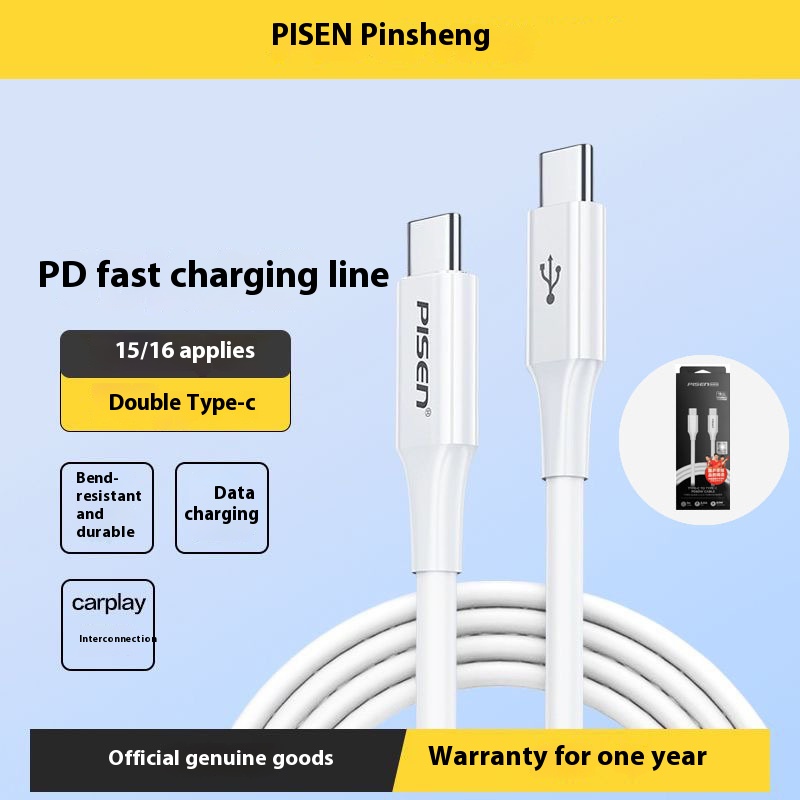 PISEN Pinsheng
PD fast charging line
15/16 applies
Double Type-c
Bend-
resistant
and
durable
Data
charging
carplay
Interconnection
PISEN®
PISEN
Official genuine goods
Warranty for one year